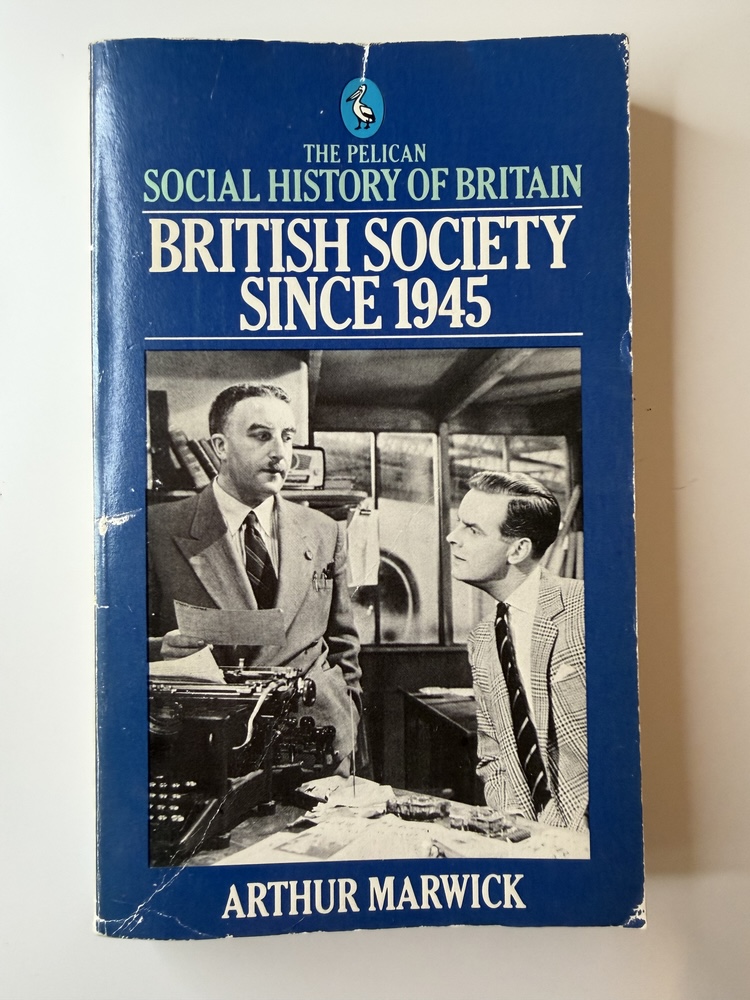 THE PELICAN
SOCIAL HISTORY OF BRITAIN
BRITISH SOCIETY
SINCE 1945
ARTHUR MARWICK